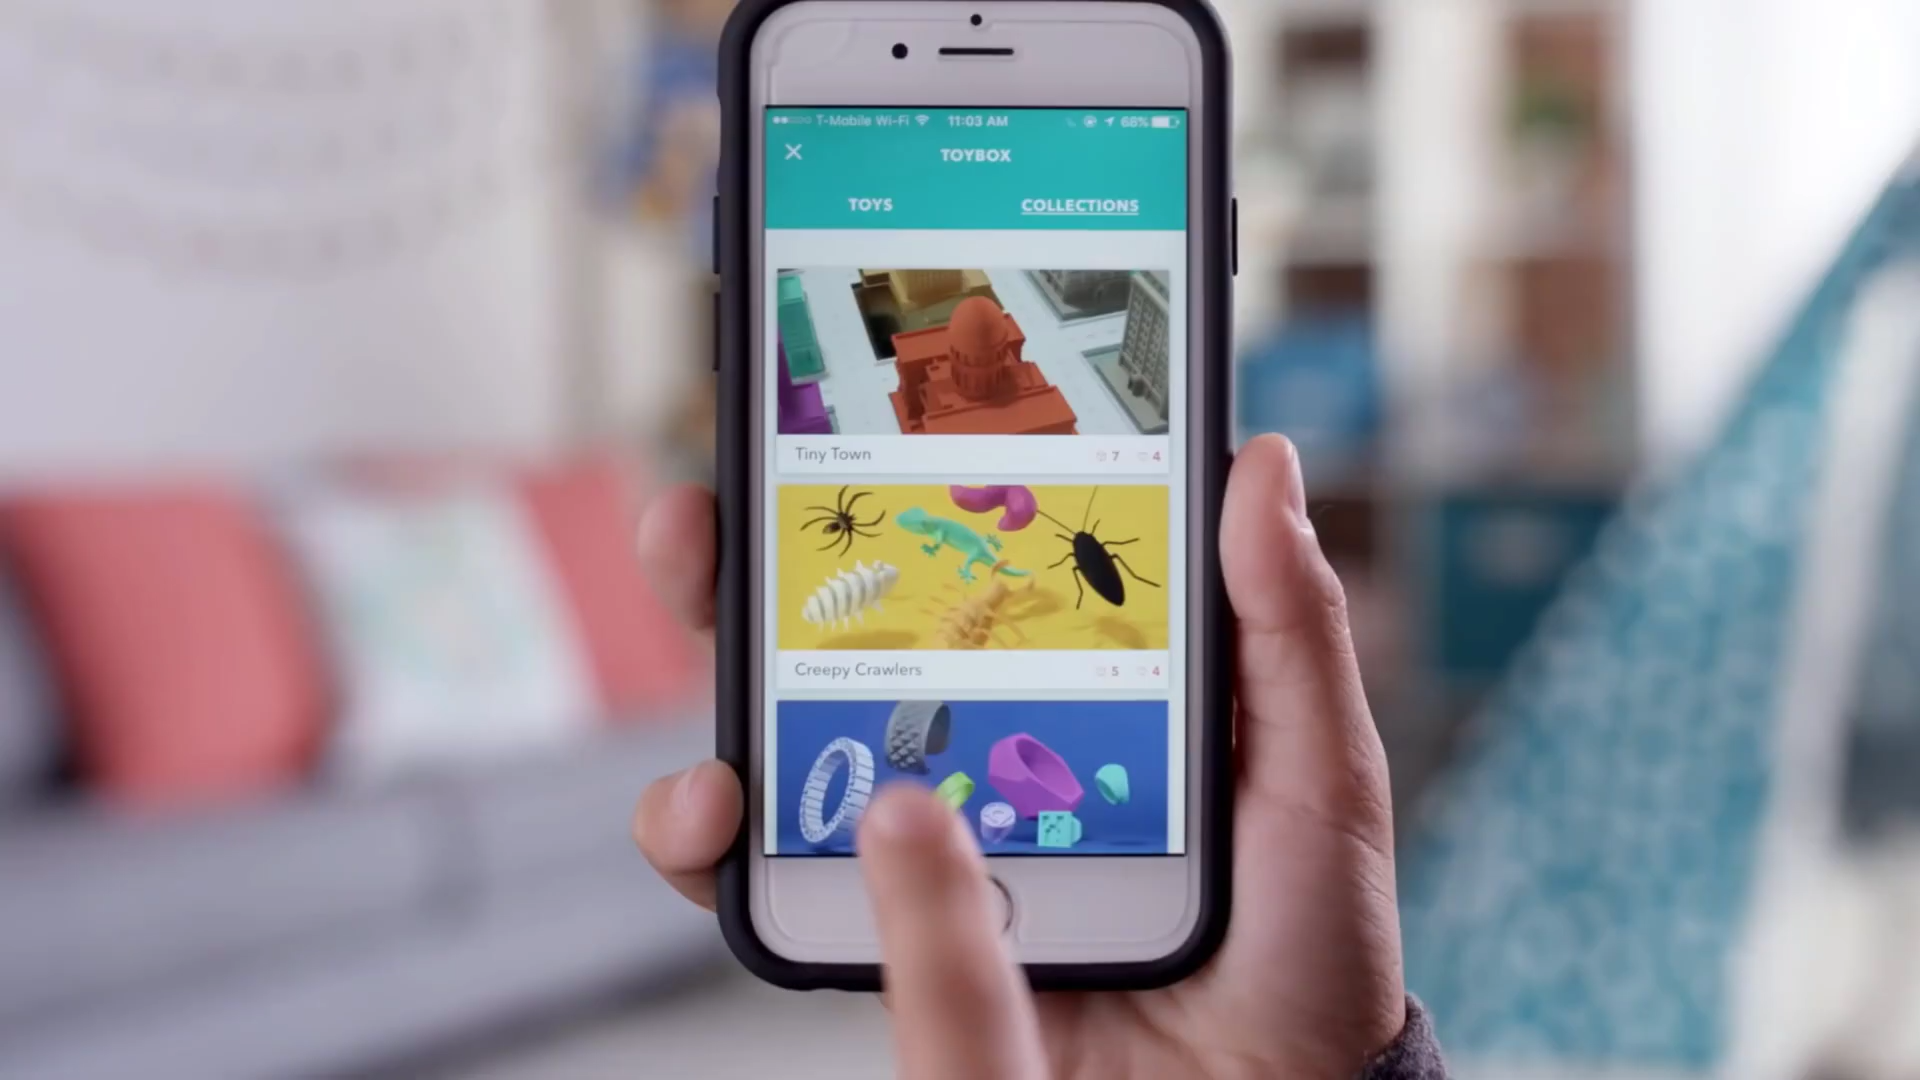 T-Mobile Wi-Fi 11:03 AM 68%
TOYBOX
TOYS COLLECTIONS
Tiny Town 7 4
Creepy Crawlers 5 4